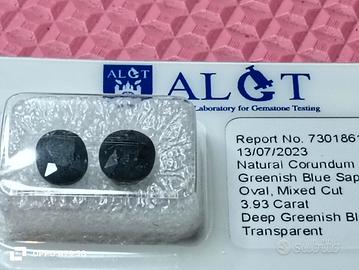 ALGT
ALGT
Laboratory for Gemstone Testing
Report No. 7301861
13/07/2023
Natural Corundum
Greenish Blue Sap
Oval, Mixed Cut
3.93 Carat
Deep Greenish Bl
Transparent
Subito